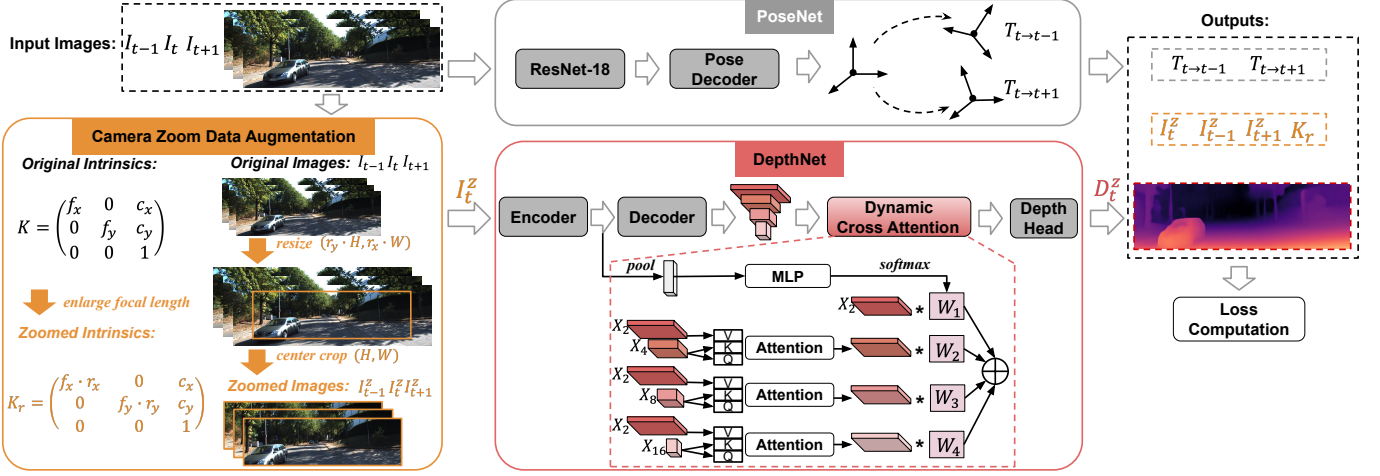 Input Images: I_{t-1} I_t I_{t+1}
PoseNet
ResNet-18
Pose
Decoder
T_{t→t−1}
T_{t→t+1}
Outputs:
T_{t→t−1} T_{t→t+1}
I_t^z I_{t-1}^z I_{t+1}^z K_r
D_t^z
Loss
Computation
Camera Zoom Data Augmentation
Original Intrinsics:
K = (f_x 0 c_x
0 f_y c_y
0 0 1)
enlarge focal length
Zoomed Intrinsics:
K_r = (f_x · r_x 0 c_x
0 f_y · r_y c_y
0 0 1)
Original Images: I_{t-1} I_t I_{t+1}
resize (r_y · H, r_x · W)
center crop (H, W)
Zoomed Images: I_{t-1}^z I_t^z I_{t+1}^z
I_t^z
DepthNet
Encoder
Decoder
Dynamic
Cross Attention
Depth
Head
pool
MLP
softmax
X_2 * W_1
X_2
X_4
V
K
Q
Attention
* W_2
X_2
X_8
V
K
Q
Attention
* W_3
X_2
X_16
V
K
Q
Attention
* W_4